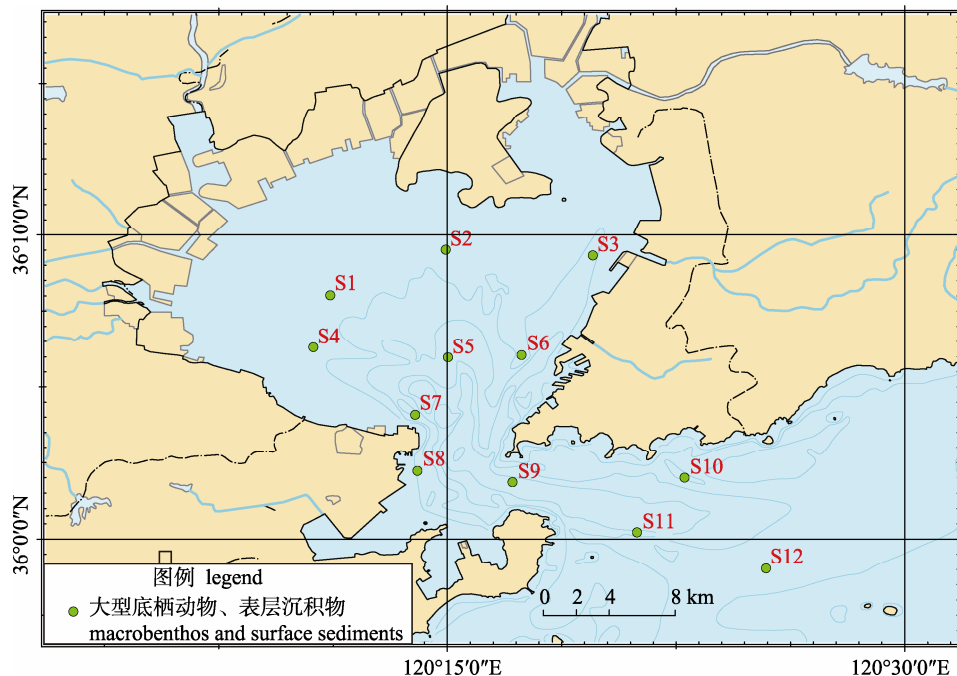 36°10′0″N
S2
S3
S1
S4
S5
S6
S7
S8
S9
S10
S11
36°0′0″N
S12
图例 legend
大型底栖动物、表层沉积物
macrobenthos and surface sediments
0 2 4 8 km
120°15′0″E
120°30′0″E